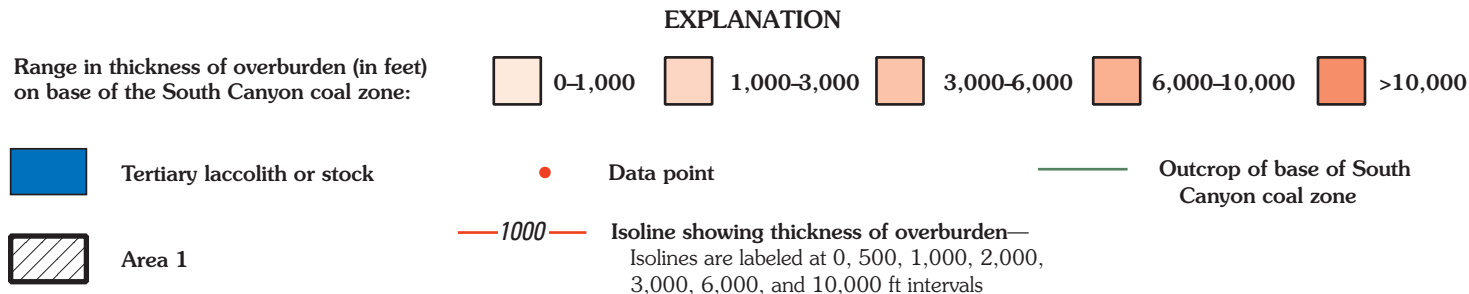 EXPLANATION
Range in thickness of overburden (in feet)
on base of the South Canyon coal zone:
0–1,000
1,000–3,000
3,000–6,000
6,000–10,000
>10,000
Tertiary laccolith or stock
Data point
Outcrop of base of South
Canyon coal zone
Area 1
1000
Isoline showing thickness of overburden—
Isolines are labeled at 0, 500, 1,000, 2,000,
3,000, 6,000, and 10,000 ft intervals